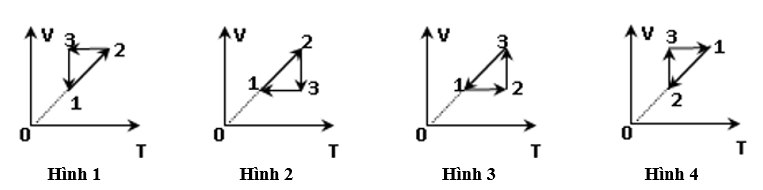 V 3 2 1 0 T
V 2 1 3 0 T
V 3 1 2 0 T
V 3 1 2 0 T
Hình 1 Hình 2 Hình 3 Hình 4